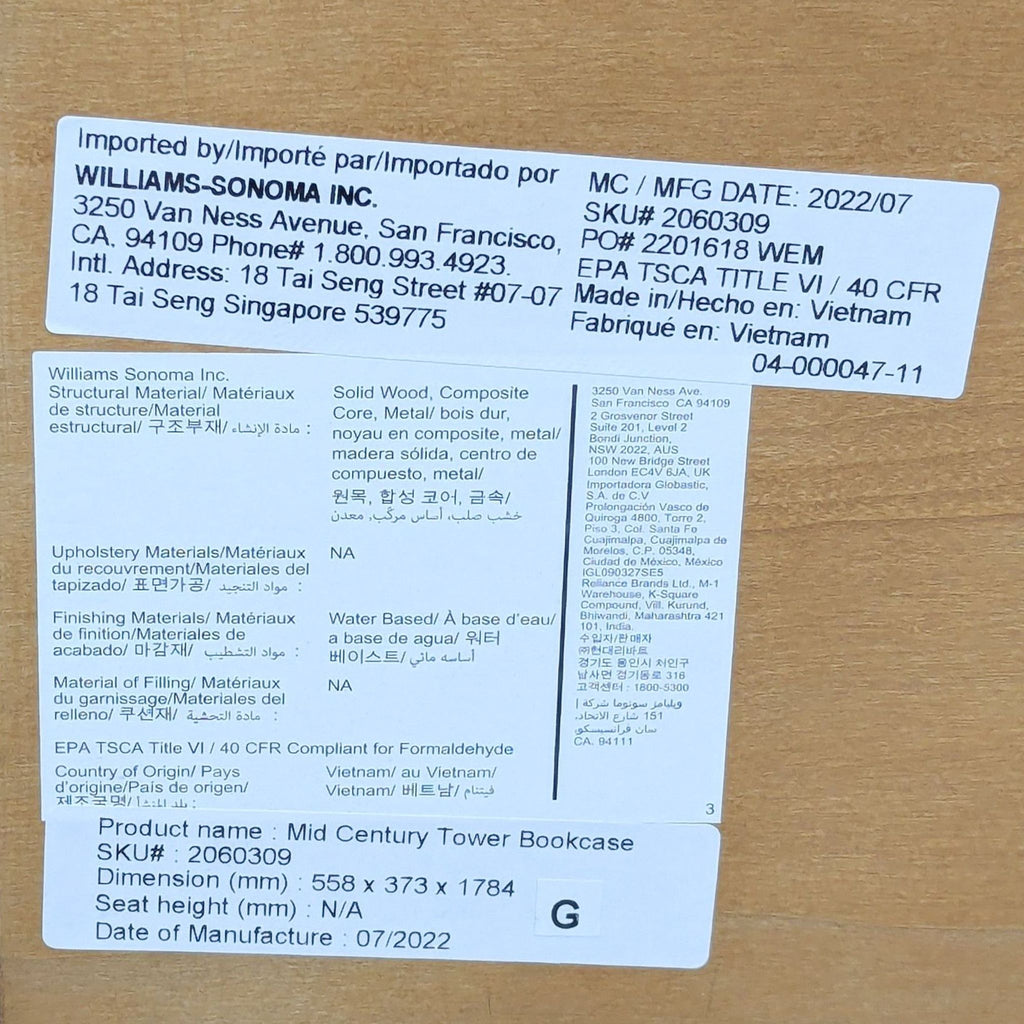 Imported by/Importé par/Importado por
WILLIAMS-SONOMA INC.
3250 Van Ness Avenue, San Francisco,
CA, 94109 Phone# 1.800.993.4923.
Intl. Address: 18 Tai Seng Street #07-07
18 Tai Seng Singapore 539775
MC / MFG DATE: 2022/07
SKU# 2060309
PO# 2201618 WEM
EPA TSCA TITLE VI / 40 CFR
Made in/Hecho en: Vietnam
Fabriqué en: Vietnam
04-000047-11
Williams Sonoma Inc.
Structural Material/ Matériaux
de structure/Material
estructural/ 구조부재/ مادة الإنشاء :
Solid Wood, Composite
Core, Metal/ bois dur,
noyau en composite, metal/
madera sólida, centro de
compuesto, metal/
원목, 합성 코어, 금속/
خشب صلب، أساس مركّب، معدن
Upholstery Materials/Matériaux
du recouvrement/Materiales del
tapizado/ 표면가공/ مواد التنجيد :
NA
Finishing Materials/ Matériaux
de finition/Materiales de
acabado/ 마감재/ مواد التشطيب :
Water Based/ À base d'eau/
a base de agua/ 워터
베이스트/ أساسه مائي
Material of Filling/ Matériaux
du garnissage/Materiales del
relleno/ 쿠션재/ مادة التحشية :
NA
EPA TSCA Title VI / 40 CFR Compliant for Formaldehyde
Country of Origin/ Pays
d'origine/País de origen/
제조국명/ بلد المنشأ :
Vietnam/ au Vietnam/
Vietnam/ 베트남/ فيتنام
3250 Van Ness Ave.
San Francisco CA 94109
2 Grosvenor Street
Suite 201, Level 2
Bondi Junction,
NSW 2022, AUS
100 New Bridge Street
London EC4V 6JA, UK
Importadora Globastic,
S.A. de C.V
Prolongación Vasco de
Quiroga 4800, Torre 2,
Piso 3, Col. Santa Fe
Cuajimalpa, Cuajimalpa de
Morelos, C.P. 05348,
Ciudad de México, México
IGL090327SE5
Reliance Brands Ltd., M-1
Warehouse, K-Square
Compound, Vill. Kurund,
Bhiwandi, Maharashtra 421
101, India.
수입자/판매자
㈜현대리바트
경기도 용인시 처인구
남사면 경기동로 316
고객센터 : 1800-5300
ويليامز سونوما شركة |
151 شارع الاتحاد,
سان فرانسيسكو,
CA. 94111
3
Product name : Mid Century Tower Bookcase
SKU# : 2060309
Dimension (mm) : 558 x 373 x 1784
Seat height (mm) : N/A
Date of Manufacture : 07/2022
G